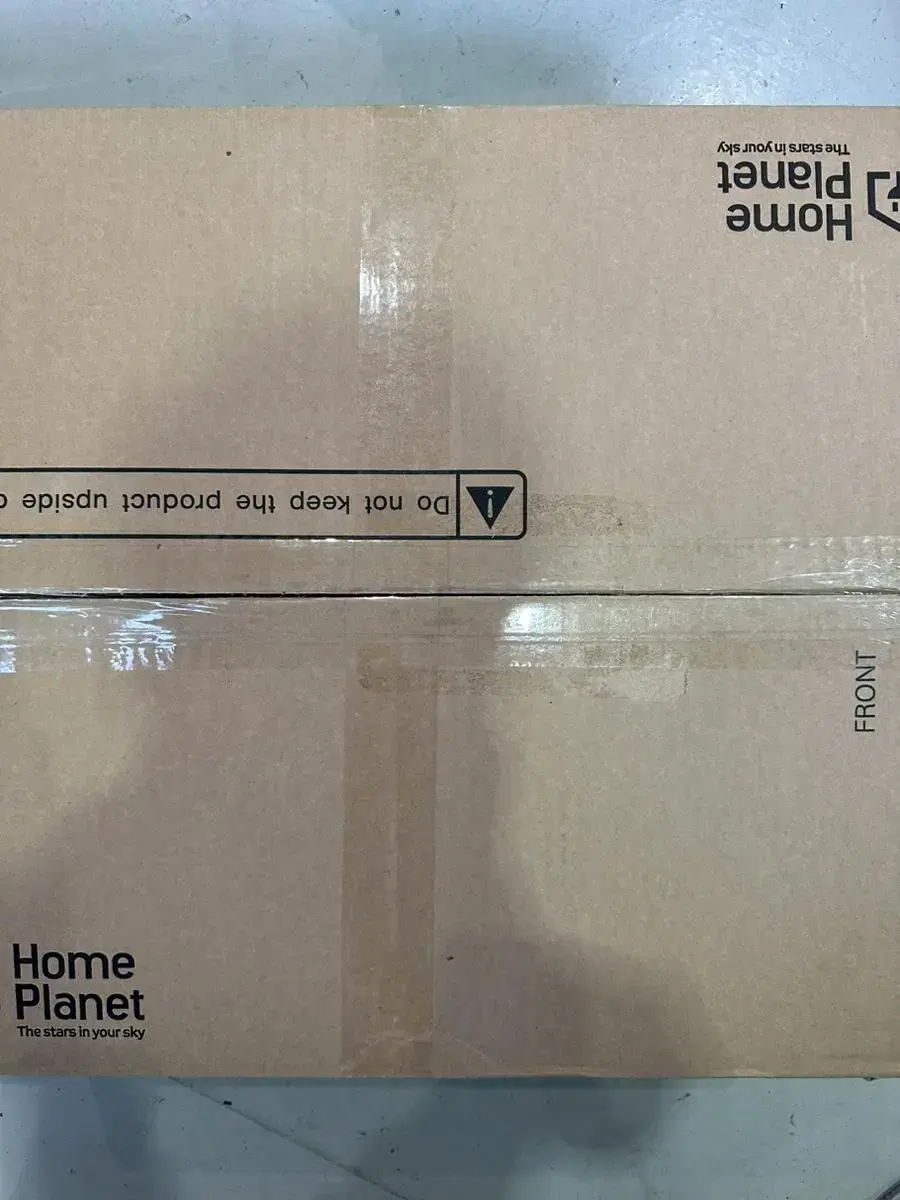 Home
Planet
The stars in your sky
Do not keep the product upside
FRONT
Home
Planet
The stars in your sky